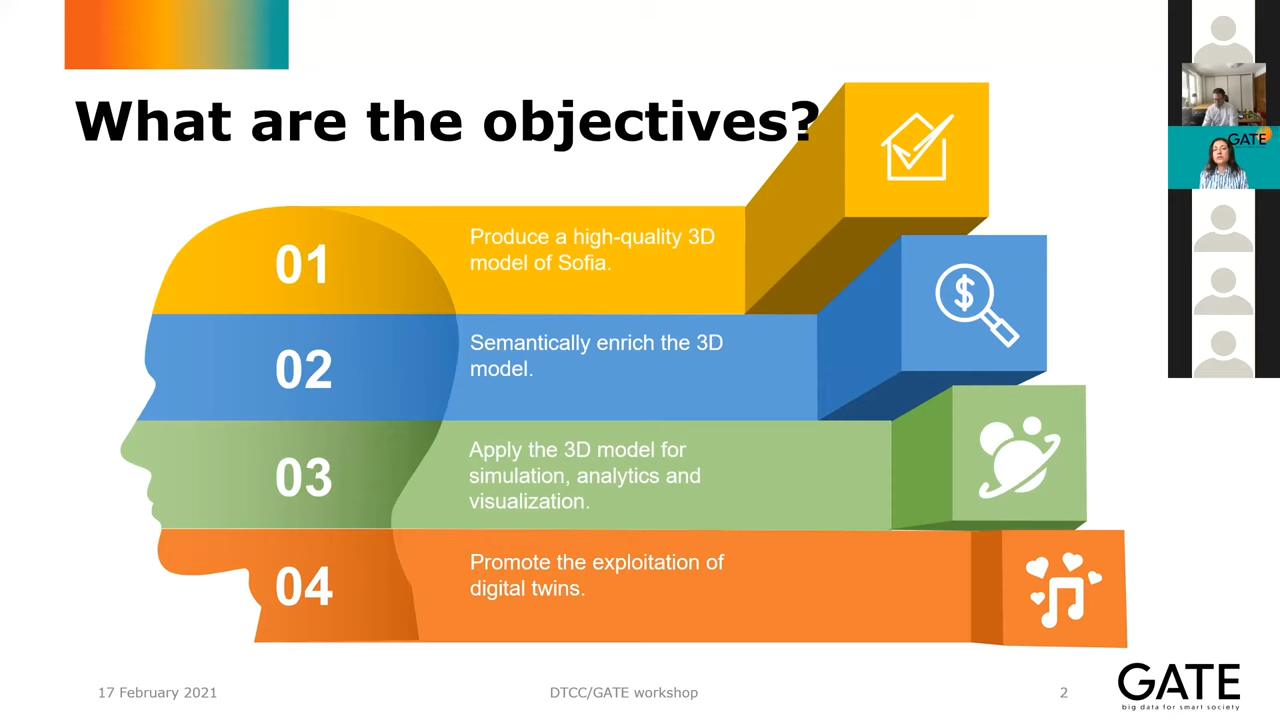 What are the objectives?
GATE
01
Produce a high-quality 3D
model of Sofia.
$
02
Semantically enrich the 3D
model.
03
Apply the 3D model for
simulation, analytics and
visualization.
04
Promote the exploitation of
digital twins.
17 February 2021
DTCC/GATE workshop
2
GATE
big data for smart society